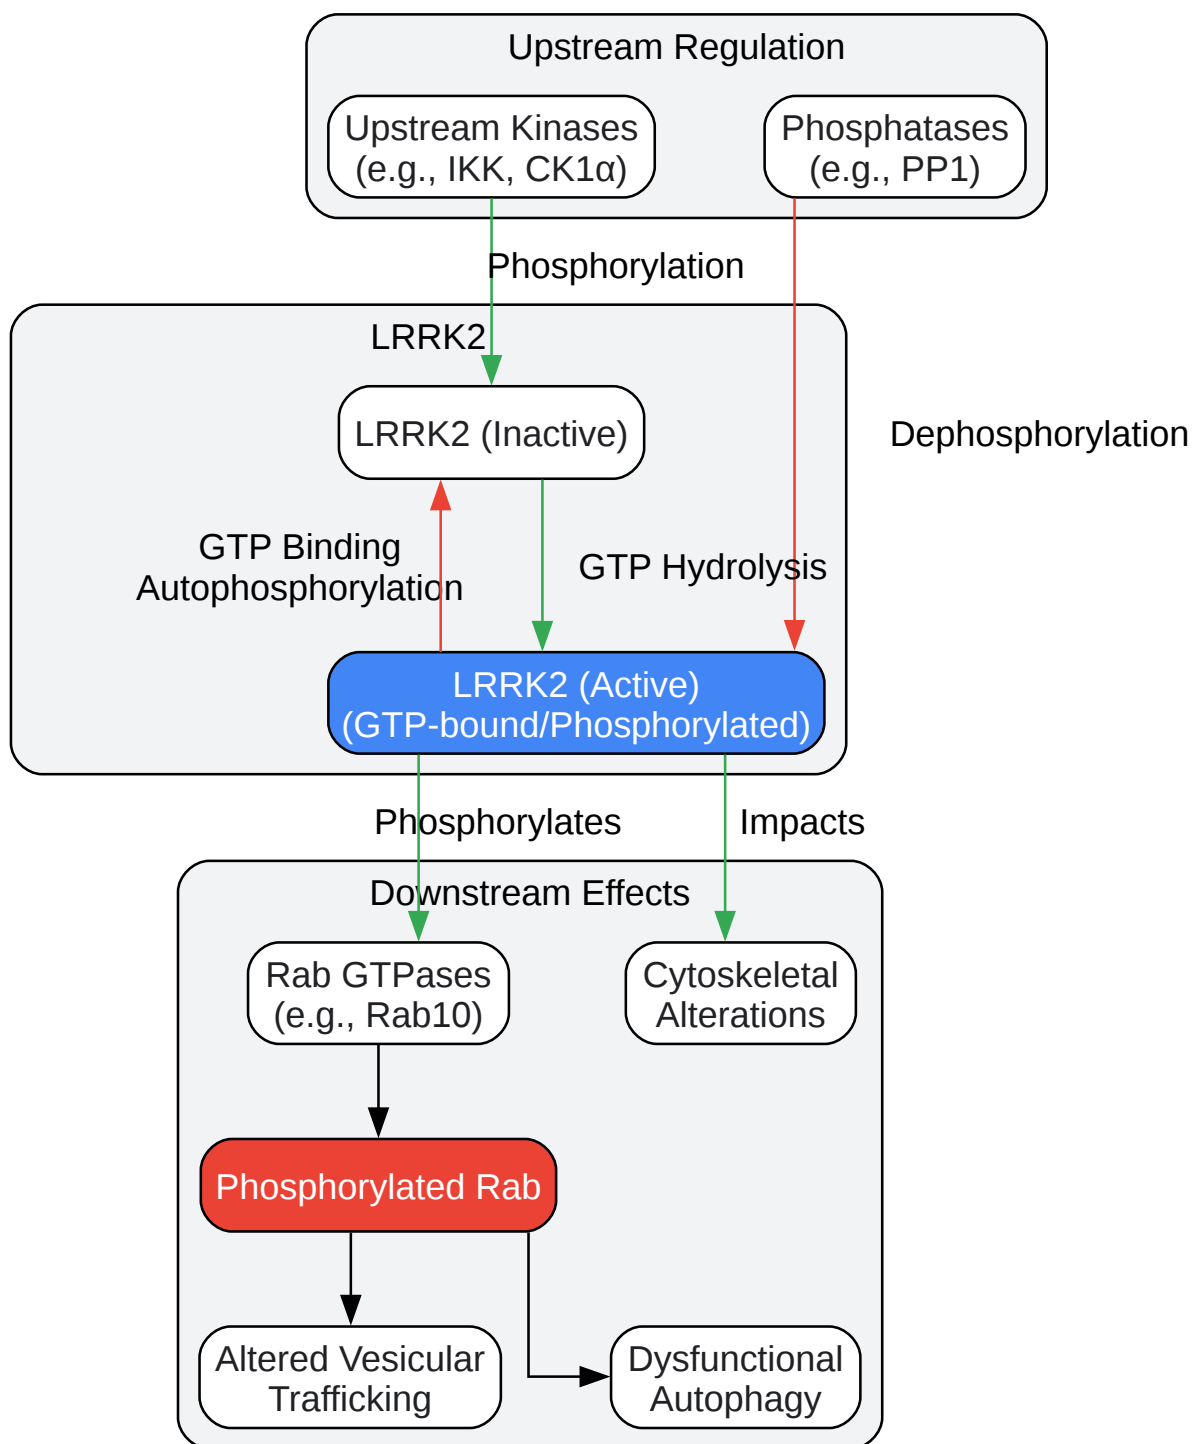 Upstream Regulation
Upstream Kinases
(e.g., IKK, CK1α)
Phosphatases
(e.g., PP1)
Phosphorylation
LRRK2
LRRK2 (Inactive)
Dephosphorylation
GTP Binding
Autophosphorylation
GTP Hydrolysis
LRRK2 (Active)
(GTP-bound/Phosphorylated)
Phosphorylates
Impacts
Downstream Effects
Rab GTPases
(e.g., Rab10)
Cytoskeletal
Alterations
Phosphorylated Rab
Altered Vesicular
Trafficking
Dysfunctional
Autophagy